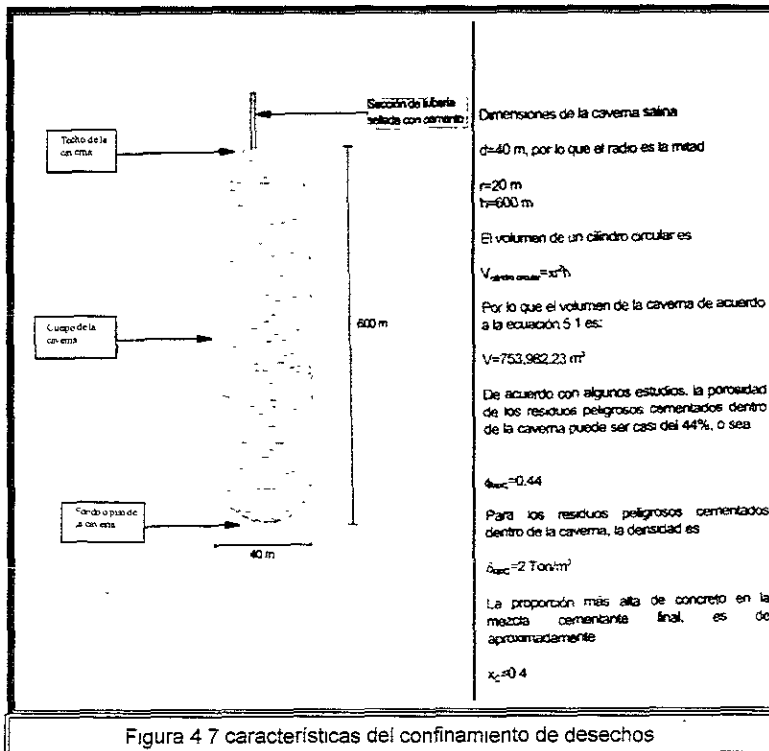 Sección de tubería
sellada con cemento
Techo de la
caverna
600 m
Cuerpo de la
caverna
Fondo o piso de
la caverna
40 m
Dimensiones de la caverna salina
d=40 m, por lo que el radio es la mitad
r=20 m
h=600 m
El volumen de un cilindro circular es
V cilindro circular=πr²h
Por lo que el volumen de la caverna de acuerdo
a la ecuación 5 1 es:
V=753,982,23 m³
De acuerdo con algunos estudios, la porosidad
de los residuos peligrosos cementados dentro
de la caverna puede ser casi del 44%, o sea
=0.44
Para los residuos peligrosos cementados
dentro de la caverna, la densidad es
=2 Ton/m³
La proporción más alta de concreto en la
mezcla cementante final, es de
aproximadamente
x_C=0 4
Figura 4 7 características del confinamiento de desechos